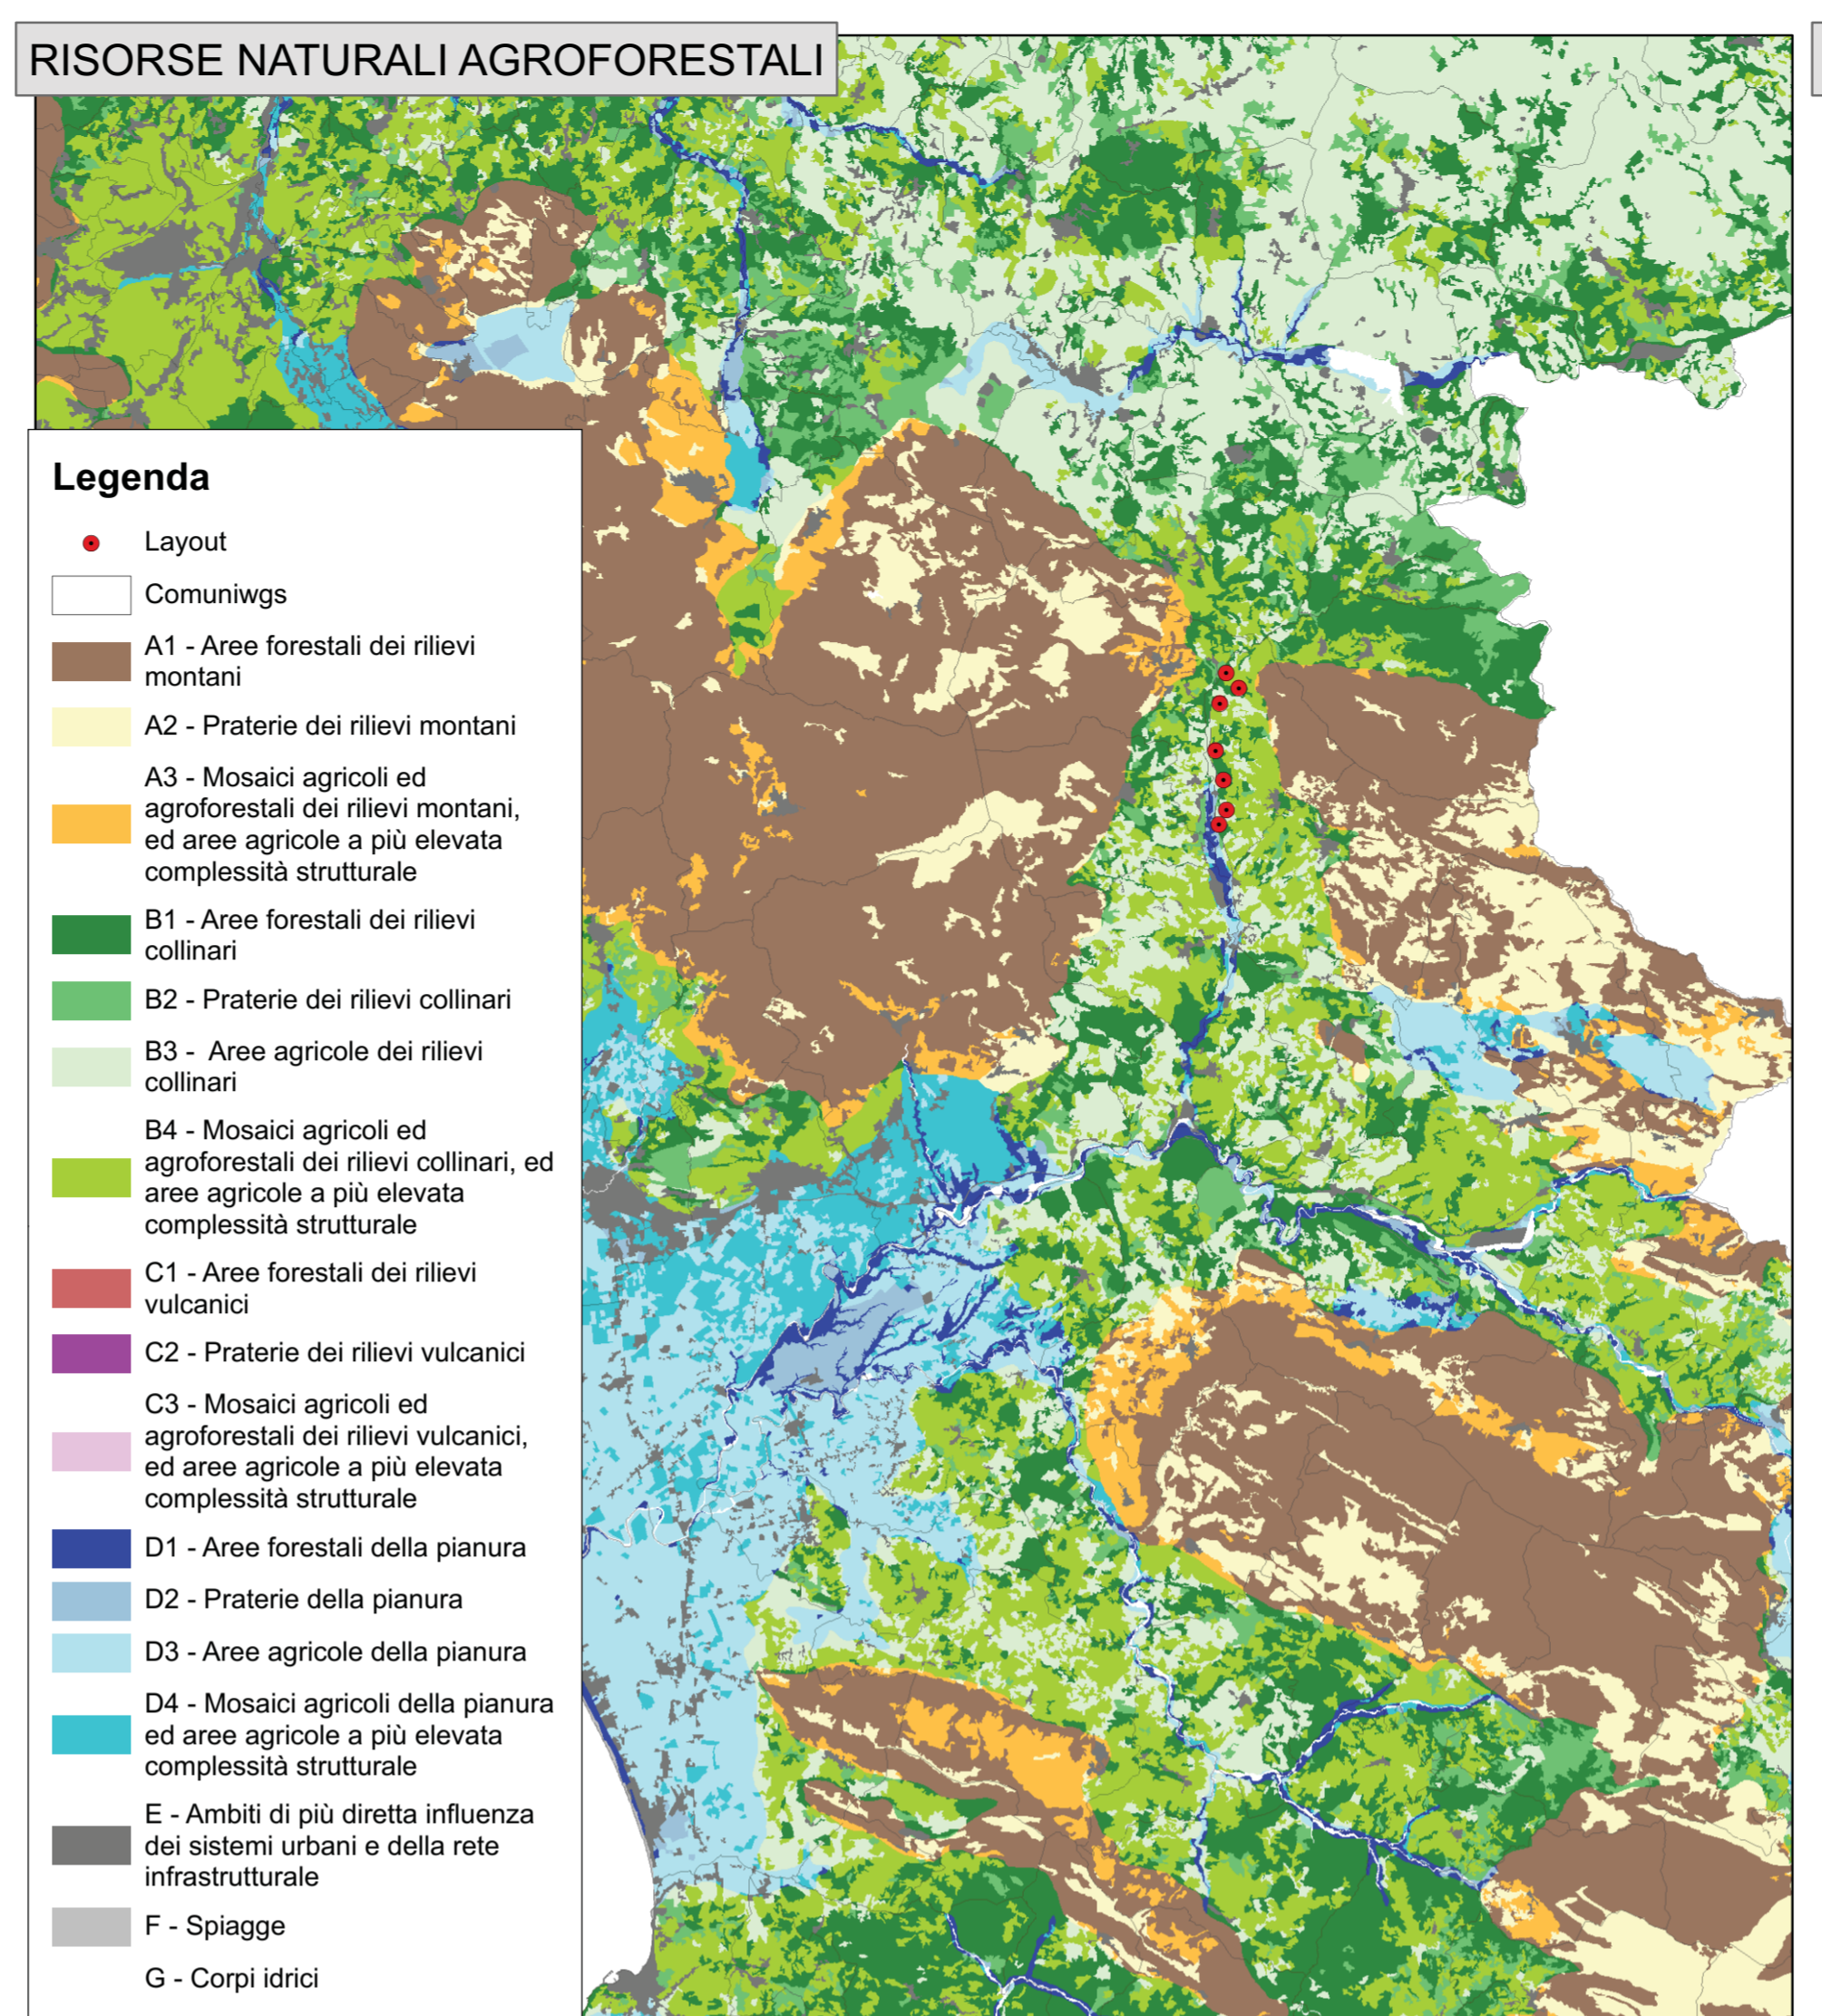 RISORSE NATURALI AGROFORESTALI
Legenda
Layout
Comuniwgs
A1 - Aree forestali dei rilievi
montani
A2 - Praterie dei rilievi montani
A3 - Mosaici agricoli ed
agroforestali dei rilievi montani,
ed aree agricole a più elevata
complessità strutturale
B1 - Aree forestali dei rilievi
collinari
B2 - Praterie dei rilievi collinari
B3 - Aree agricole dei rilievi
collinari
B4 - Mosaici agricoli ed
agroforestali dei rilievi collinari, ed
aree agricole a più elevata
complessità strutturale
C1 - Aree forestali dei rilievi
vulcanici
C2 - Praterie dei rilievi vulcanici
C3 - Mosaici agricoli ed
agroforestali dei rilievi vulcanici,
ed aree agricole a più elevata
complessità strutturale
D1 - Aree forestali della pianura
D2 - Praterie della pianura
D3 - Aree agricole della pianura
D4 - Mosaici agricoli della pianura
ed aree agricole a più elevata
complessità strutturale
E - Ambiti di più diretta influenza
dei sistemi urbani e della rete
infrastrutturale
F - Spiagge
G - Corpi idrici